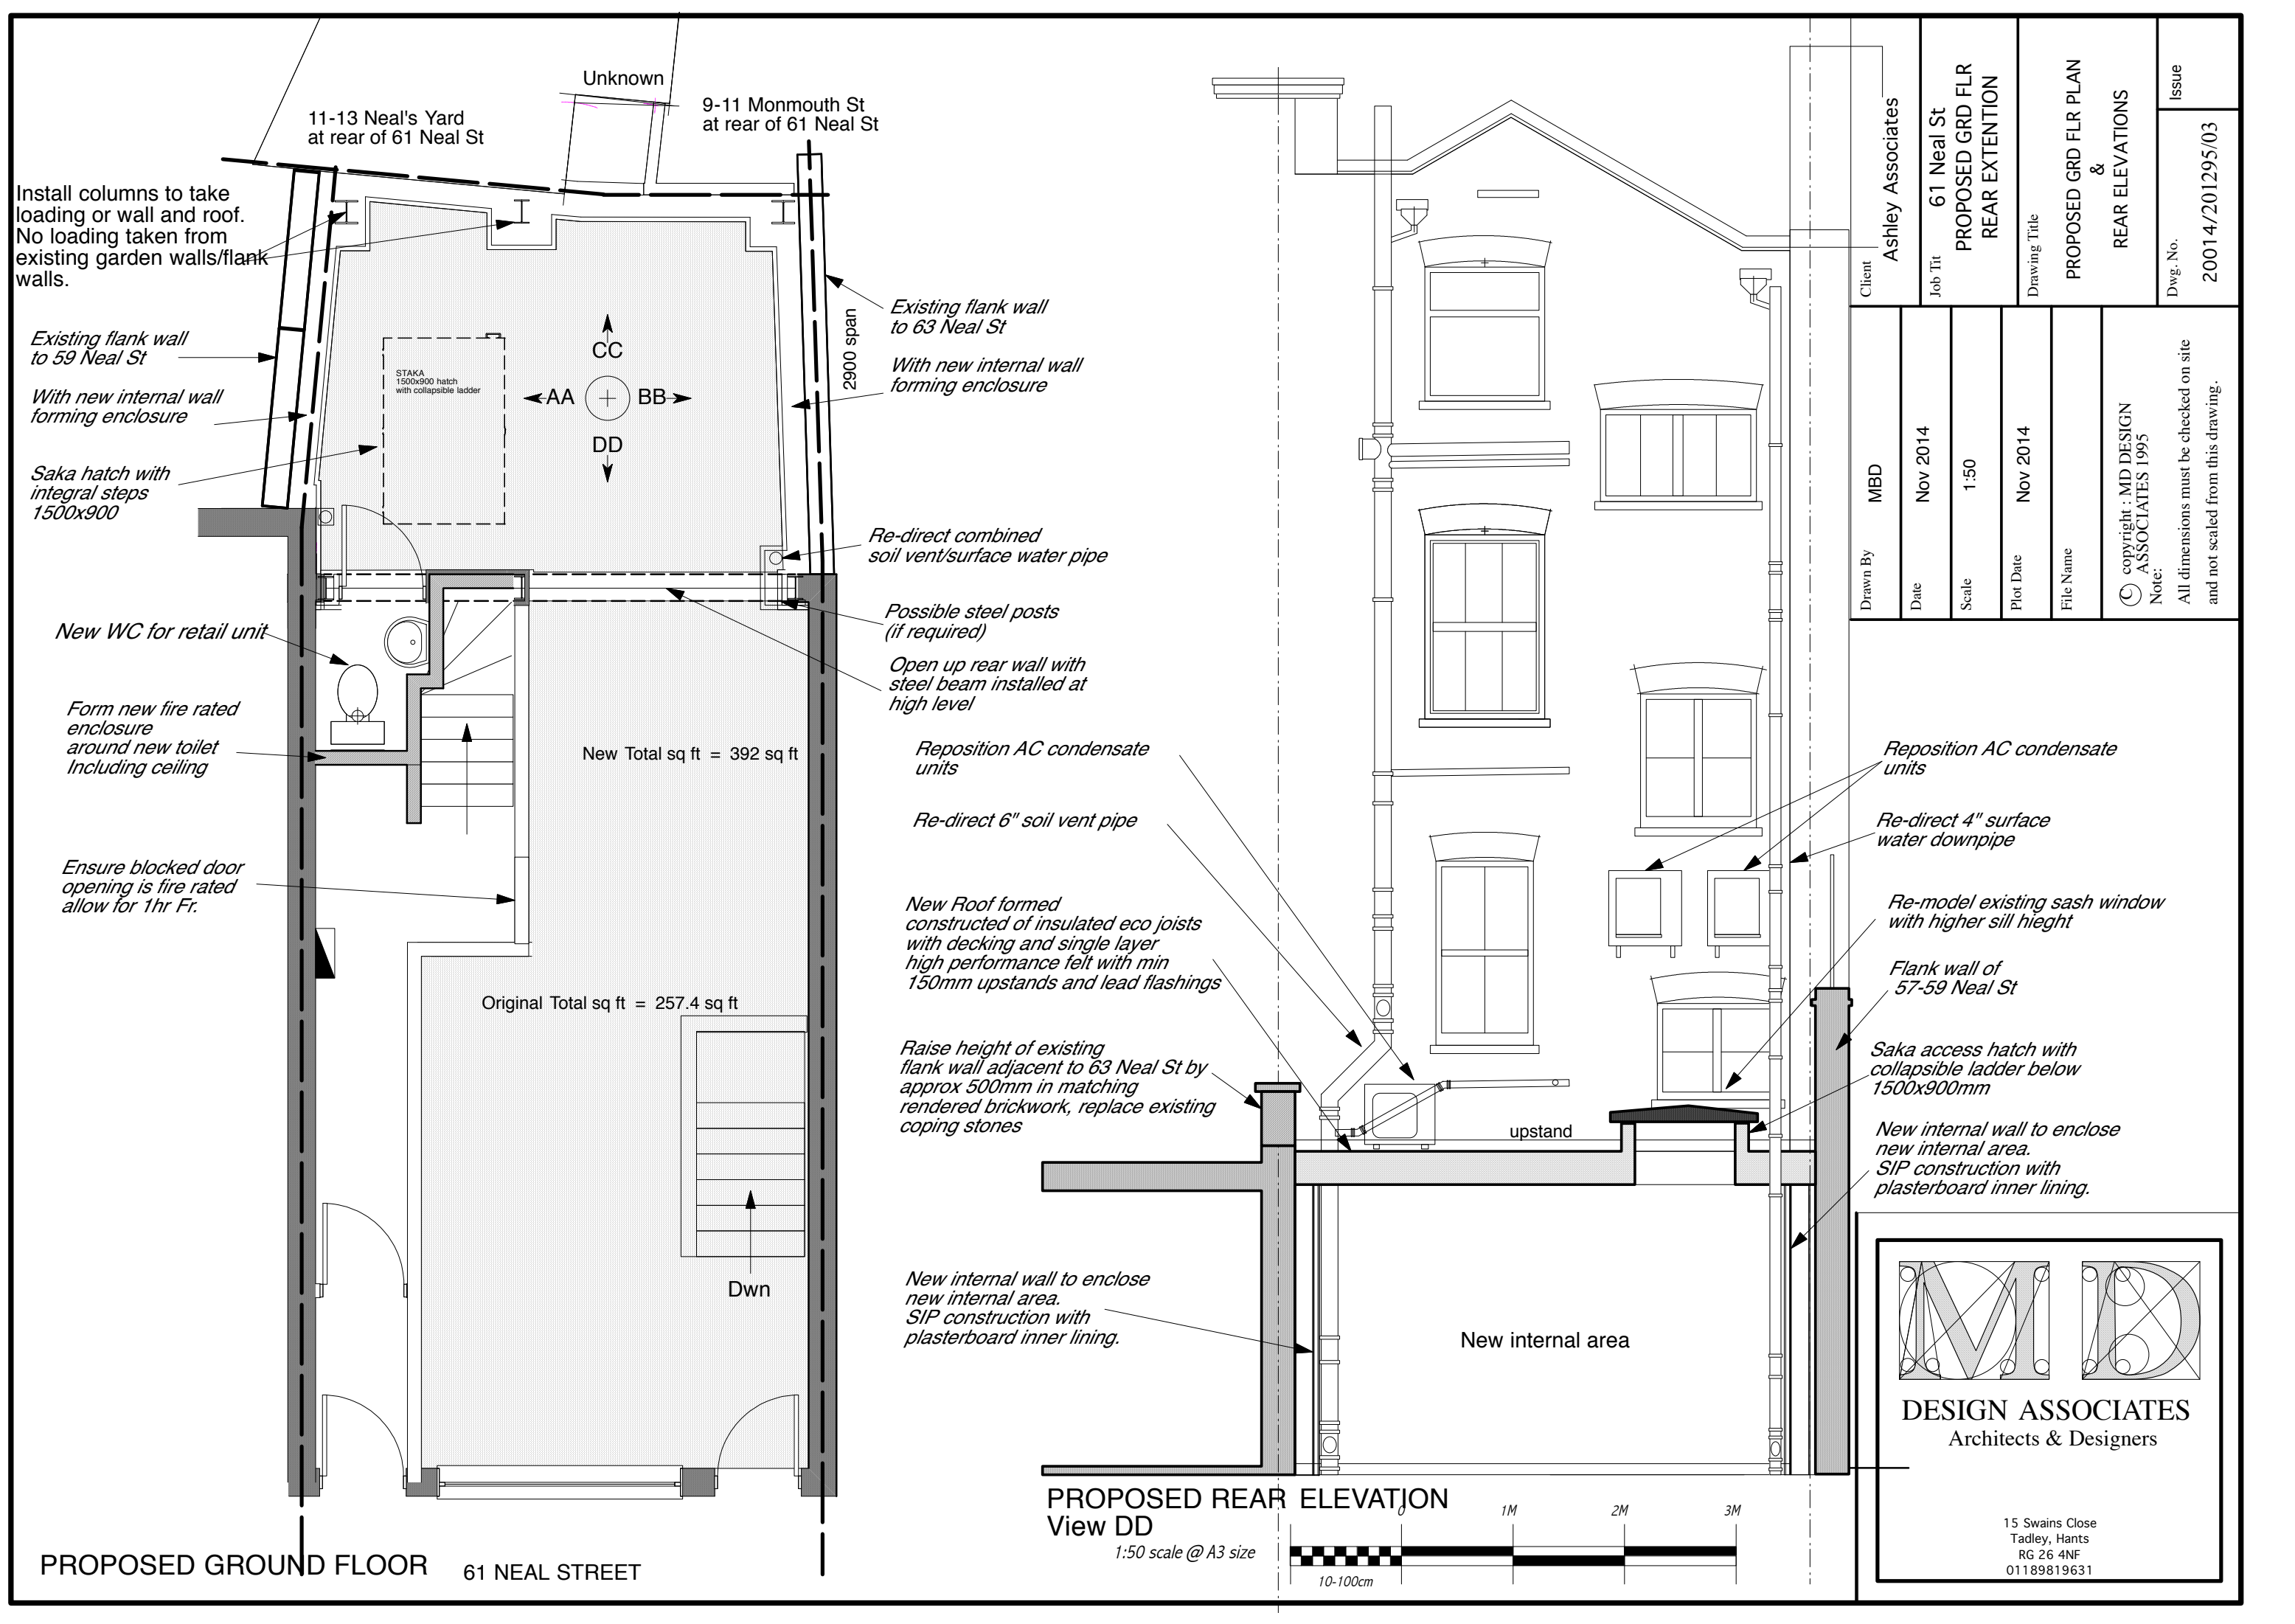 Unknown
11-13 Neal's Yard
at rear of 61 Neal St
9-11 Monmouth St
at rear of 61 Neal St
Install columns to take
loading or wall and roof.
No loading taken from
existing garden walls/flank
walls.
Existing flank wall
to 59 Neal St
With new internal wall
forming enclosure
Saka hatch with
integral steps
1500x900
STAKA
1500x900 hatch
with collapsible ladder
CC
AA
BB
DD
2900 span
Existing flank wall
to 63 Neal St
With new internal wall
forming enclosure
Re-direct combined
soil vent/surface water pipe
Possible steel posts
(if required)
Open up rear wall with
steel beam installed at
high level
New WC for retail unit
Form new fire rated
enclosure
around new toilet
Including ceiling
Ensure blocked door
opening is fire rated
allow for 1hr Fr.
New Total sq ft = 392 sq ft
Original Total sq ft = 257.4 sq ft
Dwn
PROPOSED GROUND FLOOR
61 NEAL STREET
Reposition AC condensate
units
Re-direct 6" soil vent pipe
New Roof formed
constructed of insulated eco joists
with decking and single layer
high performance felt with min
150mm upstands and lead flashings
Raise height of existing
flank wall adjacent to 63 Neal St by
approx 500mm in matching
rendered brickwork, replace existing
coping stones
New internal wall to enclose
new internal area.
SIP construction with
plasterboard inner lining.
upstand
New internal area
Reposition AC condensate
units
Re-direct 4" surface
water downpipe
Re-model existing sash window
with higher sill hieght
Flank wall of
57-59 Neal St
Saka access hatch with
collapsible ladder below
1500x900mm
New internal wall to enclose
new internal area.
SIP construction with
plasterboard inner lining.
PROPOSED REAR ELEVATION
View DD
1:50 scale @ A3 size
0
1M
2M
3M
10-100cm
Client
Ashley Associates
Job Tit
61 Neal St
PROPOSED GRD FLR
REAR EXTENTION
Drawing Title
PROPOSED GRD FLR PLAN
&
REAR ELEVATIONS
Dwg. No.
20014/201295/03
Issue
Drawn By
MBD
Date
Nov 2014
Scale
1:50
Plot Date
Nov 2014
File Name
© copyright : MD DESIGN
ASSOCIATES 1995
Note:
All dimensions must be checked on site
and not scaled from this drawing.
MD
DESIGN ASSOCIATES
Architects & Designers
15 Swains Close
Tadley, Hants
RG 26 4NF
01189819631